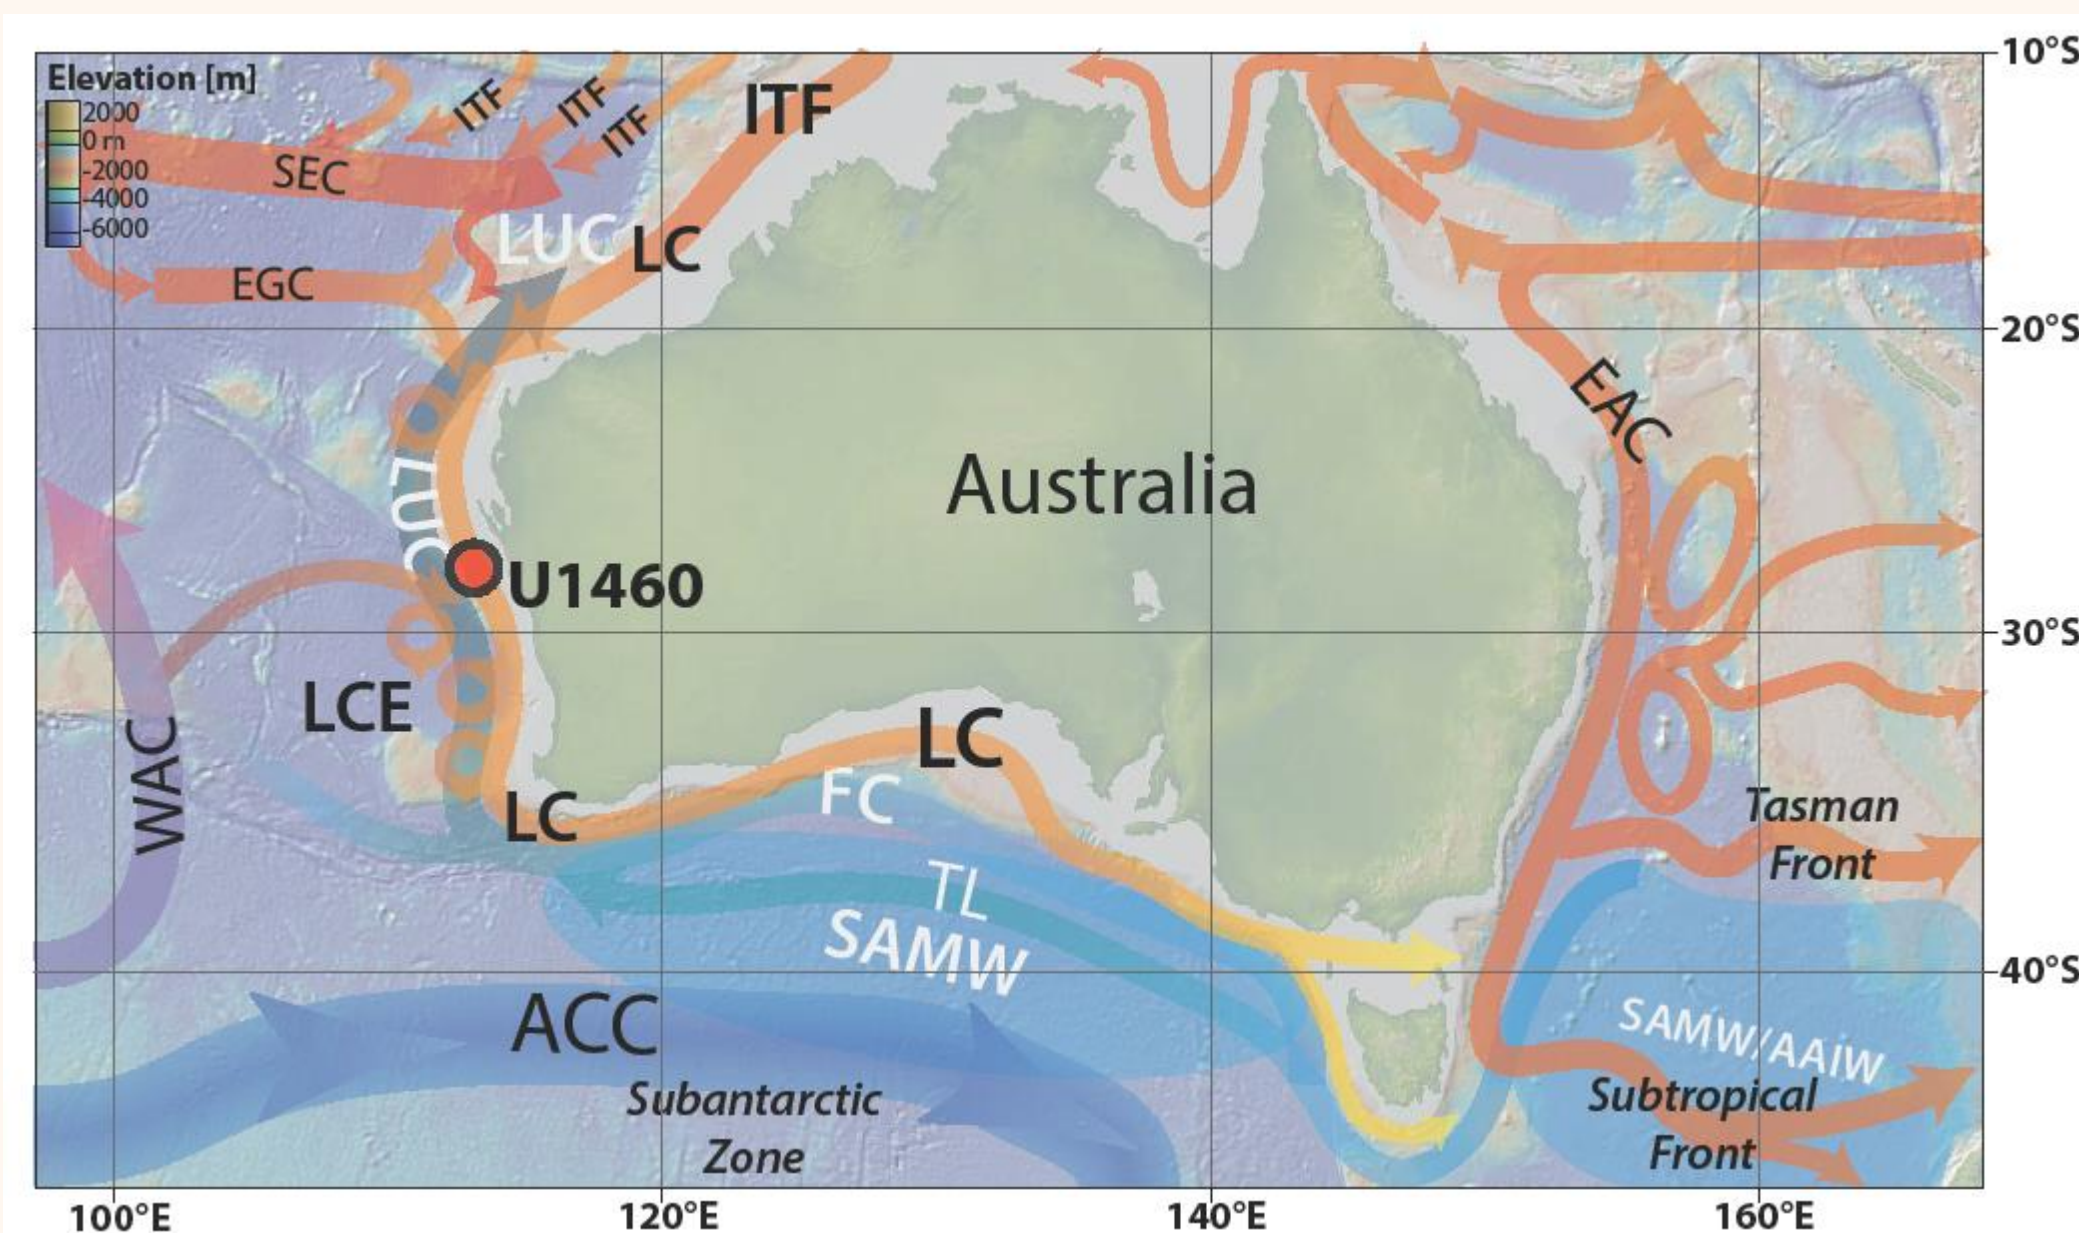 10°S
Elevation [m]
2000
0 m
-2000
-4000
-6000
ITF
ITF
ITF
ITF
SEC
LUC
LC
EGC
20°S
EAC
LUC
Australia
U1460
30°S
LCE
WAC
LC
LC
FC
Tasman
Front
TL
SAMW
40°S
ACC
SAMW/AAIW
Subantarctic
Zone
Subtropical
Front
100°E
120°E
140°E
160°E